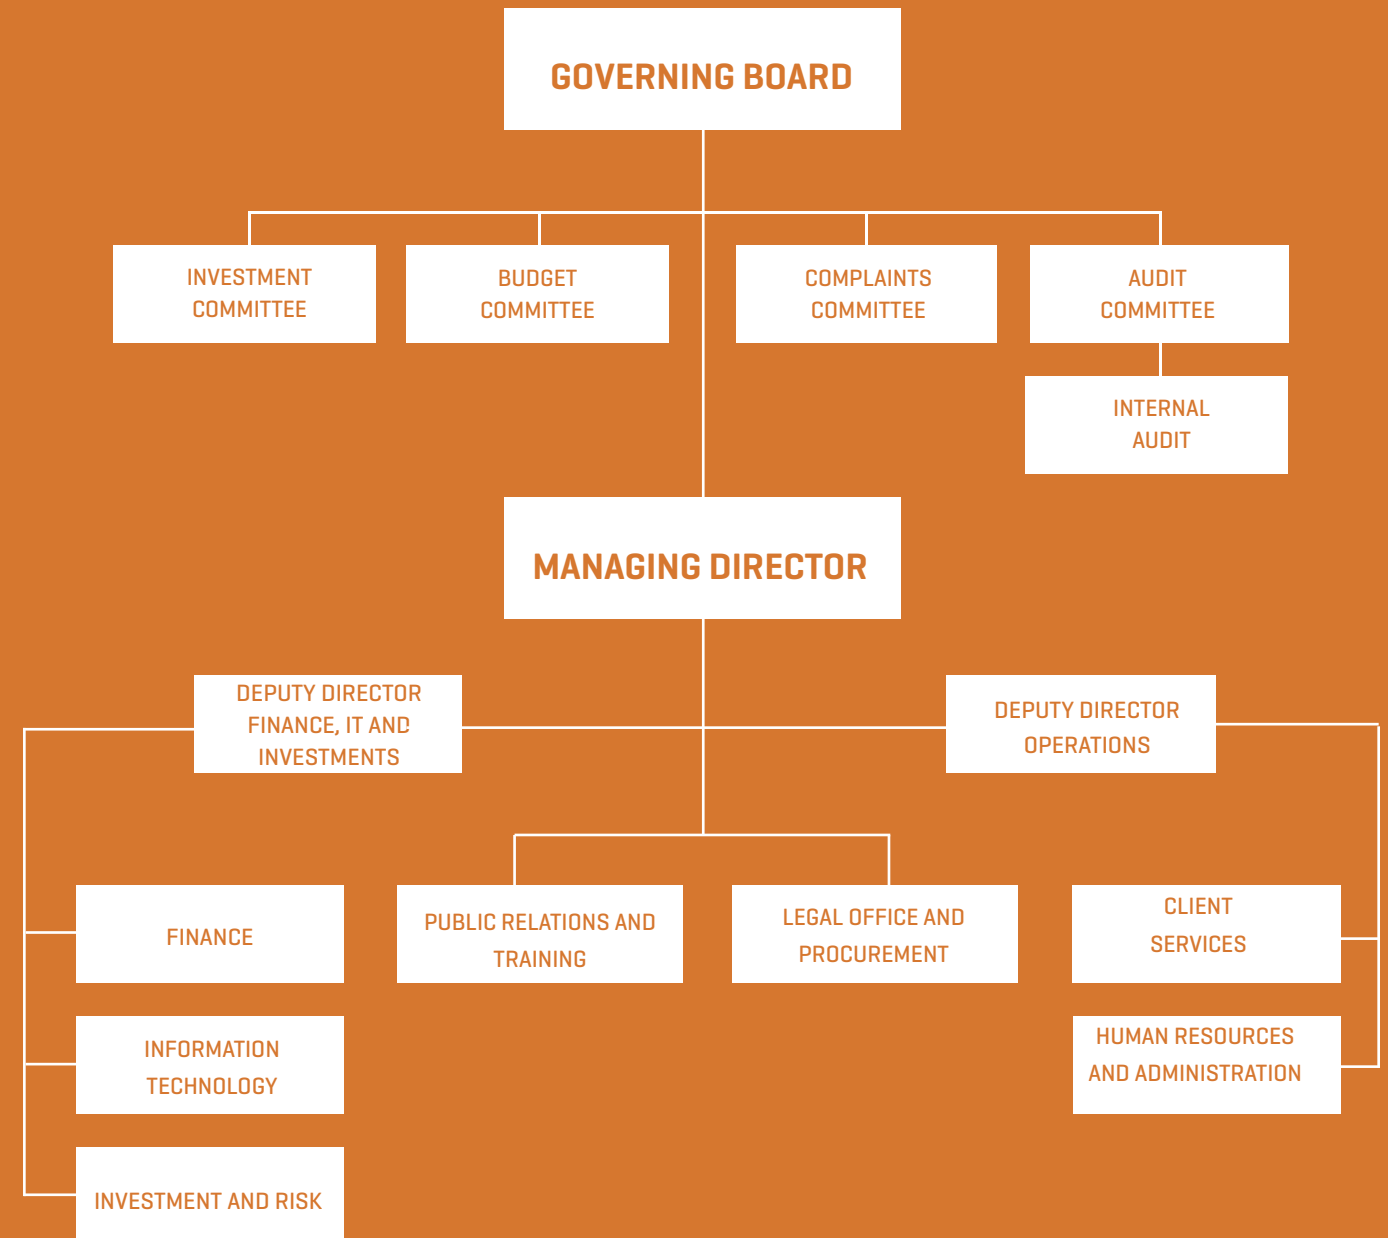 GOVERNING BOARD
INVESTMENT
COMMITTEE
BUDGET
COMMITTEE
COMPLAINTS
COMMITTEE
AUDIT
COMMITTEE
INTERNAL
AUDIT
MANAGING DIRECTOR
DEPUTY DIRECTOR
FINANCE, IT AND
INVESTMENTS
DEPUTY DIRECTOR
OPERATIONS
FINANCE
PUBLIC RELATIONS AND
TRAINING
LEGAL OFFICE AND
PROCUREMENT
CLIENT
SERVICES
INFORMATION
TECHNOLOGY
HUMAN RESOURCES
AND ADMINISTRATION
INVESTMENT AND RISK